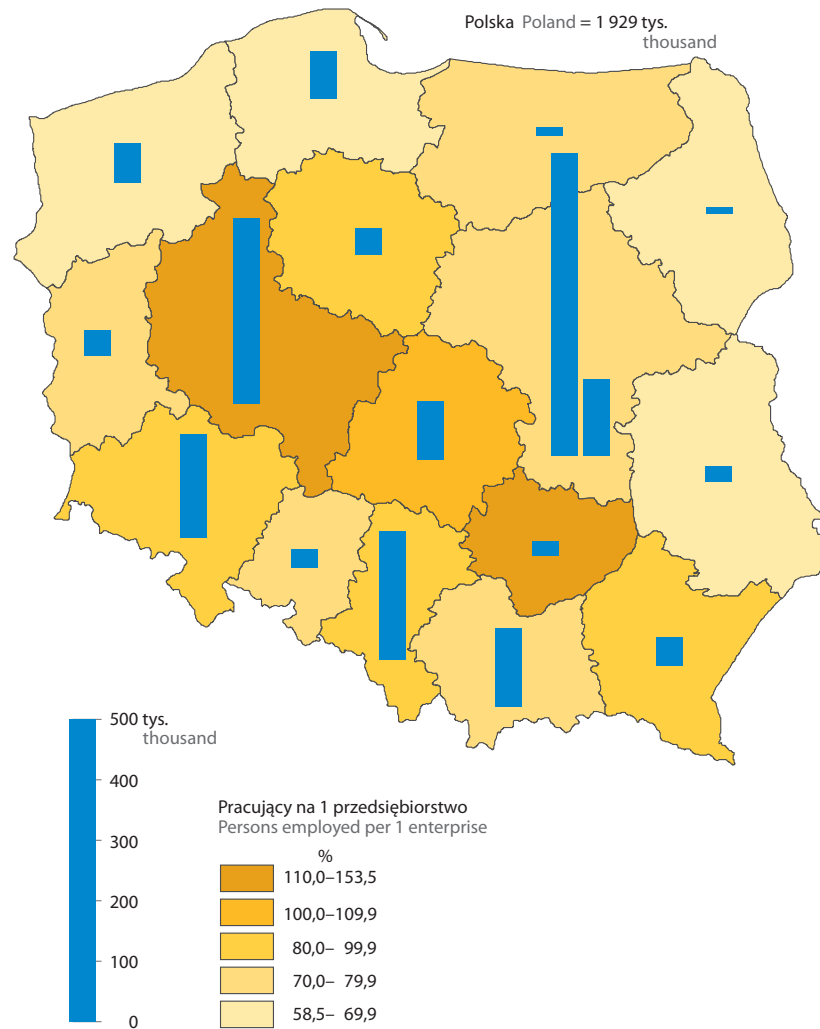 Polska Poland = 1 929 tys.
thousand
500 tys.
thousand
400
300
200
100
0
Pracujący na 1 przedsiębiorstwo
Persons employed per 1 enterprise
%
110,0–153,5
100,0–109,9
80,0– 99,9
70,0– 79,9
58,5– 69,9